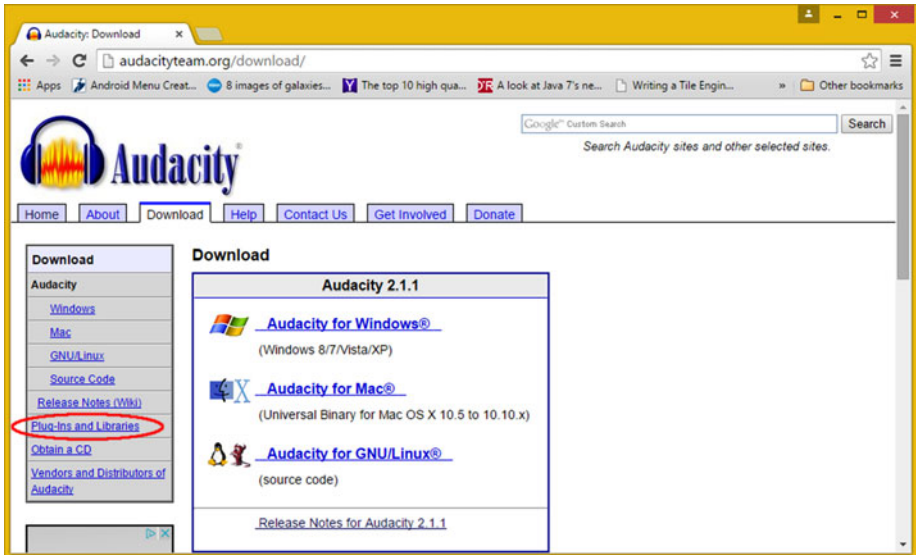 Audacity: Download
audacityteam.org/download/
Apps Android Menu Creat... 8 images of galaxies... The top 10 high qua... A look at Java 7's ne... Writing a Tile Engin... » Other bookmarks
Google™ Custom Search Search
Search Audacity sites and other selected sites.
Audacity®
Home About Download Help Contact Us Get Involved Donate
Download
Audacity
Windows
Mac
GNU/Linux
Source Code
Release Notes (Wiki)
Plug-Ins and Libraries
Obtain a CD
Vendors and Distributors of
Audacity
Download
Audacity 2.1.1
Audacity for Windows®
(Windows 8/7/Vista/XP)
Audacity for Mac®
(Universal Binary for Mac OS X 10.5 to 10.10.x)
Audacity for GNU/Linux®
(source code)
Release Notes for Audacity 2.1.1